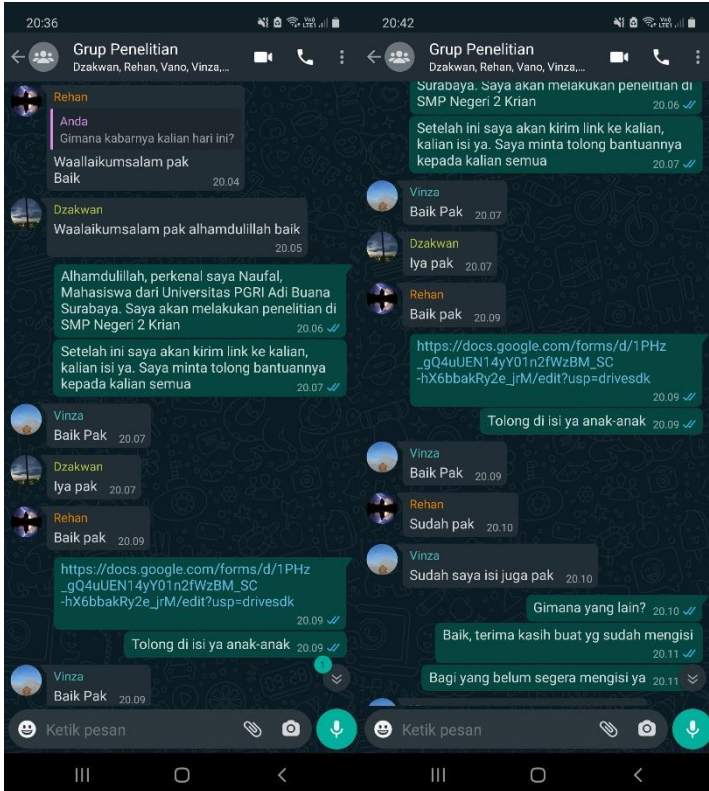 20:36
Grup Penelitian
Dzakwan, Rehan, Vano, Vinza,...
Rehan
Anda
Gimana kabarnya kalian hari ini?
Waallaikumsalam pak
Baik 20.04
Dzakwan
Waalaikumsalam pak alhamdulillah baik
20.05
Alhamdulillah, perkenal saya Naufal,
Mahasiswa dari Universitas PGRI Adi Buana
Surabaya. Saya akan melakukan penelitian di
SMP Negeri 2 Krian 20.06
Setelah ini saya akan kirim link ke kalian,
kalian isi ya. Saya minta tolong bantuannya
kepada kalian semua 20.07
Vinza
Baik Pak 20.07
Dzakwan
Iya pak 20.07
Rehan
Baik pak 20.09
https://docs.google.com/forms/d/1PHz
_gQ4uUEN14yY01n2fWzBM_SC
-hX6bbakRy2e_jrM/edit?usp=drivesdk
20.09
Tolong di isi ya anak-anak 20.09
1
Vinza
Baik Pak 20.09
Ketik pesan
20:42
Grup Penelitian
Dzakwan, Rehan, Vano, Vinza,...
Surabaya. Saya akan melakukan penelitian di
SMP Negeri 2 Krian 20.06
Setelah ini saya akan kirim link ke kalian,
kalian isi ya. Saya minta tolong bantuannya
kepada kalian semua 20.07
Vinza
Baik Pak 20.07
Dzakwan
Iya pak 20.07
Rehan
Baik pak 20.09
https://docs.google.com/forms/d/1PHz
_gQ4uUEN14yY01n2fWzBM_SC
-hX6bbakRy2e_jrM/edit?usp=drivesdk
20.09
Tolong di isi ya anak-anak 20.09
Vinza
Baik Pak 20.09
Rehan
Sudah pak 20.10
Vinza
Sudah saya isi juga pak 20.10
Gimana yang lain? 20.10
Baik, terima kasih buat yg sudah mengisi
20.11
Bagi yang belum segera mengisi ya 20.11
Ketik pesan